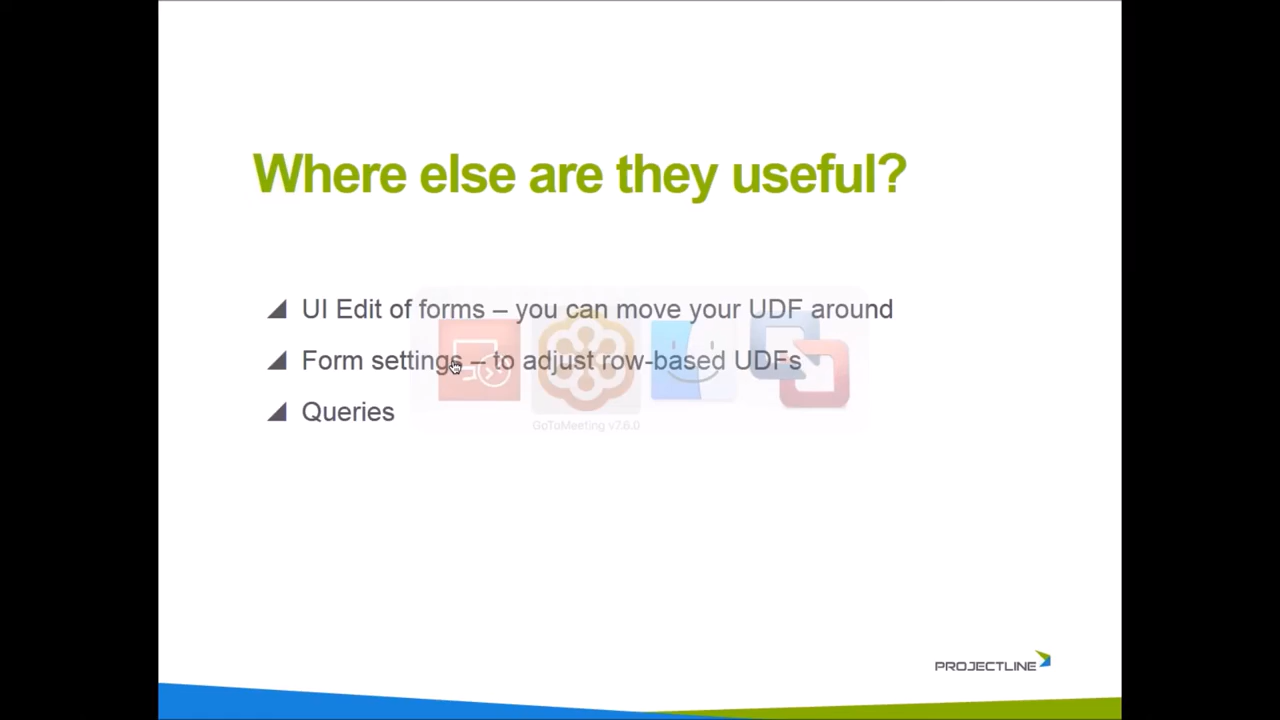 Where else are they useful?
UI Edit of forms – you can move your UDF around
Form settings – to adjust row-based UDFs
Queries
GoToMeeting v7.6.0
PROJECTLINE